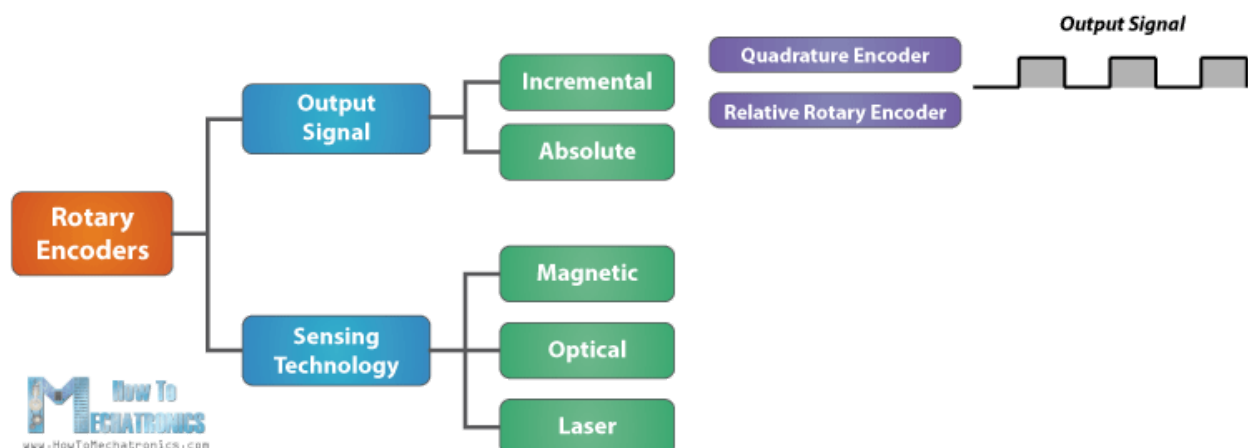 Output Signal
Quadrature Encoder
Relative Rotary Encoder
Incremental
Absolute
Output
Signal
Rotary
Encoders
Magnetic
Optical
Laser
Sensing
Technology
How To
MECHATRONICS
www.HowToMechatronics.com